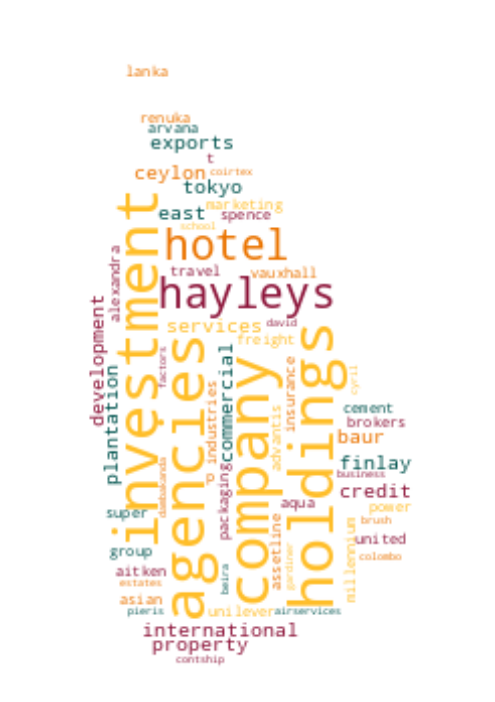 lanka
renuka
arvana
exports
t
ceylon
coirtex
tokyo
marketing
east
spence
school
hotel
travel
vauxhall
hayleys
investment
alexandra
development
services
david
freight
agencies
factors
commercial
company
holdings
insurance
cyril
plantation
industries
advantis
cement
brokers
baur
p
finlay
business
packaging
dambakanda
credit
aqua
power
super
brush
assetline
millennium
united
group
gardiner
colombo
aitken
beira
estates
asian
pieris
unilever
airservices
international
property
contship